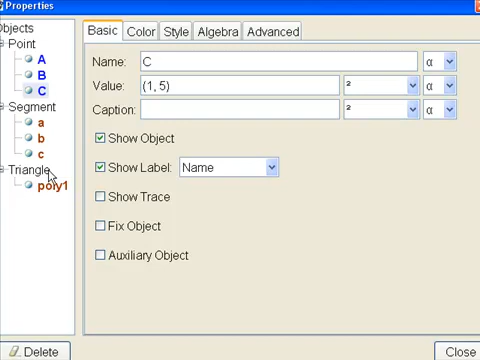 Properties
Objects
Point
A
B
C
Segment
a
b
c
Triangle
poly1
Basic Color Style Algebra Advanced
Name: C α
Value: (1, 5) ² α
Caption: ² α
Show Object
Show Label: Name
Show Trace
Fix Object
Auxiliary Object
Delete
Close